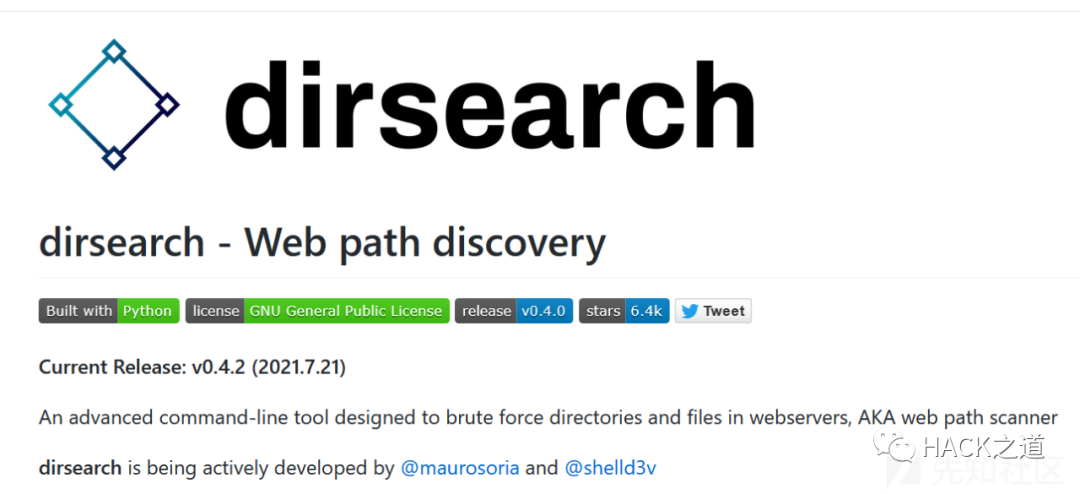 dirsearch
dirsearch - Web path discovery
Built with Python license GNU General Public License release v0.4.0 stars 6.4k Tweet
Current Release: v0.4.2 (2021.7.21)
An advanced command-line tool designed to brute force directories and files in webservers, AKA web path scanner
HACK之道
先知社区
dirsearch is being actively developed by @maurosoria and @shelld3v